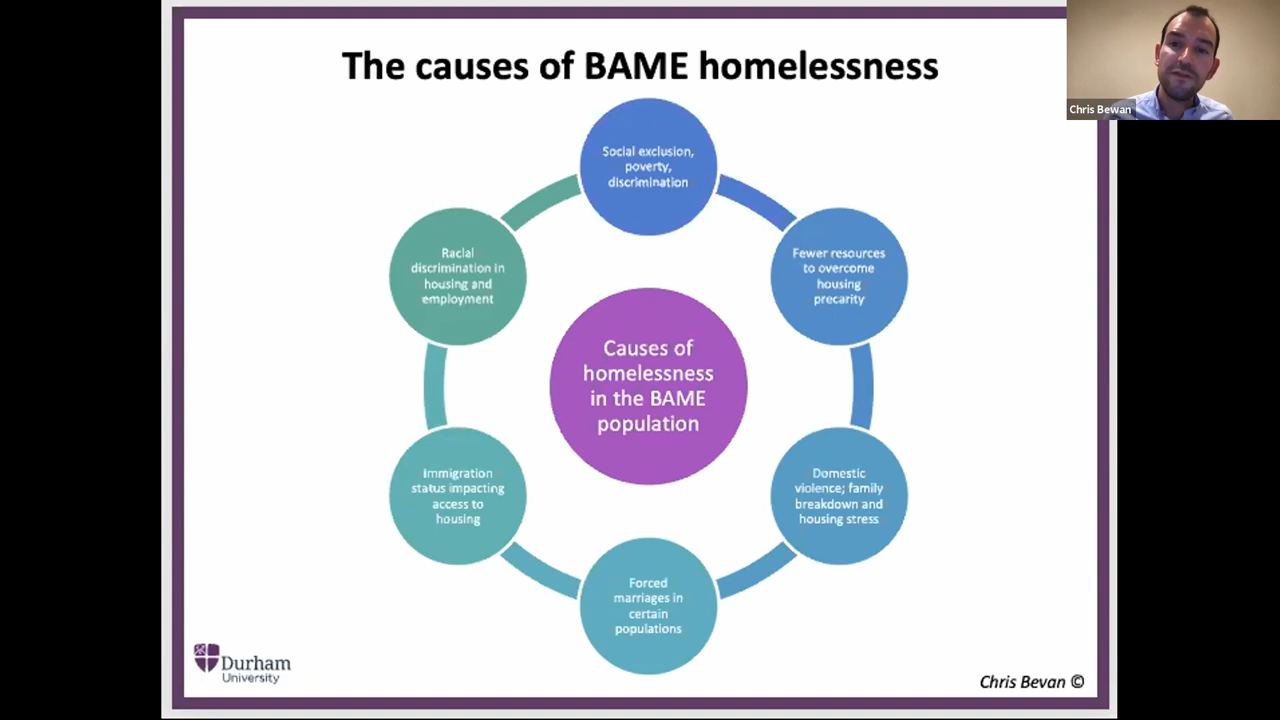 The causes of BAME homelessness
Chris Bewan
Social exclusion,
poverty,
discrimination
Fewer resources
to overcome
housing
precarity
Domestic
violence; family
breakdown and
housing stress
Forced
marriages in
certain
populations
Immigration
status impacting
access to
housing
Racial
discrimination in
housing and
employment
Causes of
homelessness
in the BAME
population
Durham
University
Chris Bevan ©